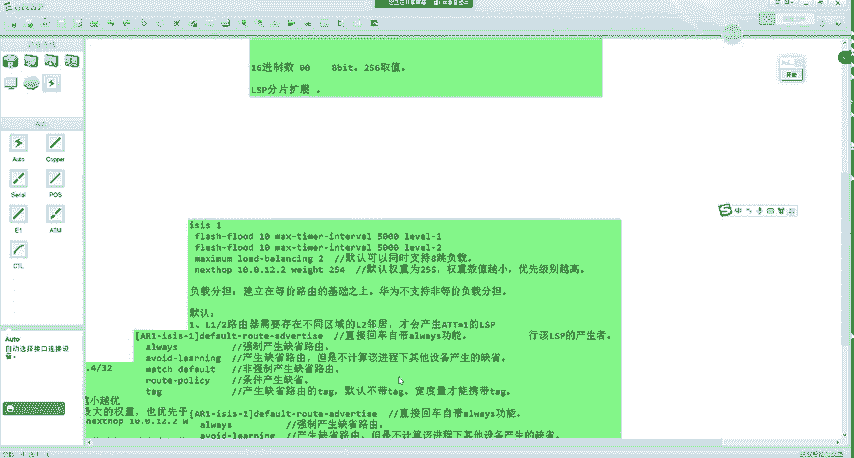 16进制数 00    8bit。256取值。
LSP分片扩展 。
Auto
Copper
Serial
POS
E1
ATM
CTL
Auto
自动选择接口连接设备。
isis 1
flash-flood 10 max-timer-interval 5000 level-1
flash-flood 10 max-timer-interval 5000 level-2
maximum load-balancing 2  //默认可以同时支持8跳负载。
nexthop 10.0.12.2 weight 254  //默认权重为255，权重数值越小，优先级别越高。
负载分担：建立在等价路由的基础之上。华为不支持非等价负载分担。
默认：
1、L1/2路由器需要存在不同区域的L2邻居，才会产生ATT=1的LSP
[AR1-isis-1]default-route-advertise  //直接回车自带always功能。
行该LSP的产生者。
always  //强制产生缺省路由。
avoid-learning  //产生缺省路由，但是不计算该进程下其他设备产生的缺省。
.4/32
match default  //非强制产生缺省路由。
route-policy  //条件产生缺省。
tag  //产生缺省路由的tag，默认不带tag。宽度量才能携带tag。
值小越优
最大的权重，也优先于
[AR1-isis-1]default-route-advertise  //直接回车自带always功能。
nexthop 10.0.12.2 w
always  //强制产生缺省路由。
avoid-learning  //产生缺省路由，但是不计算该进程下其他设备产生的缺省。